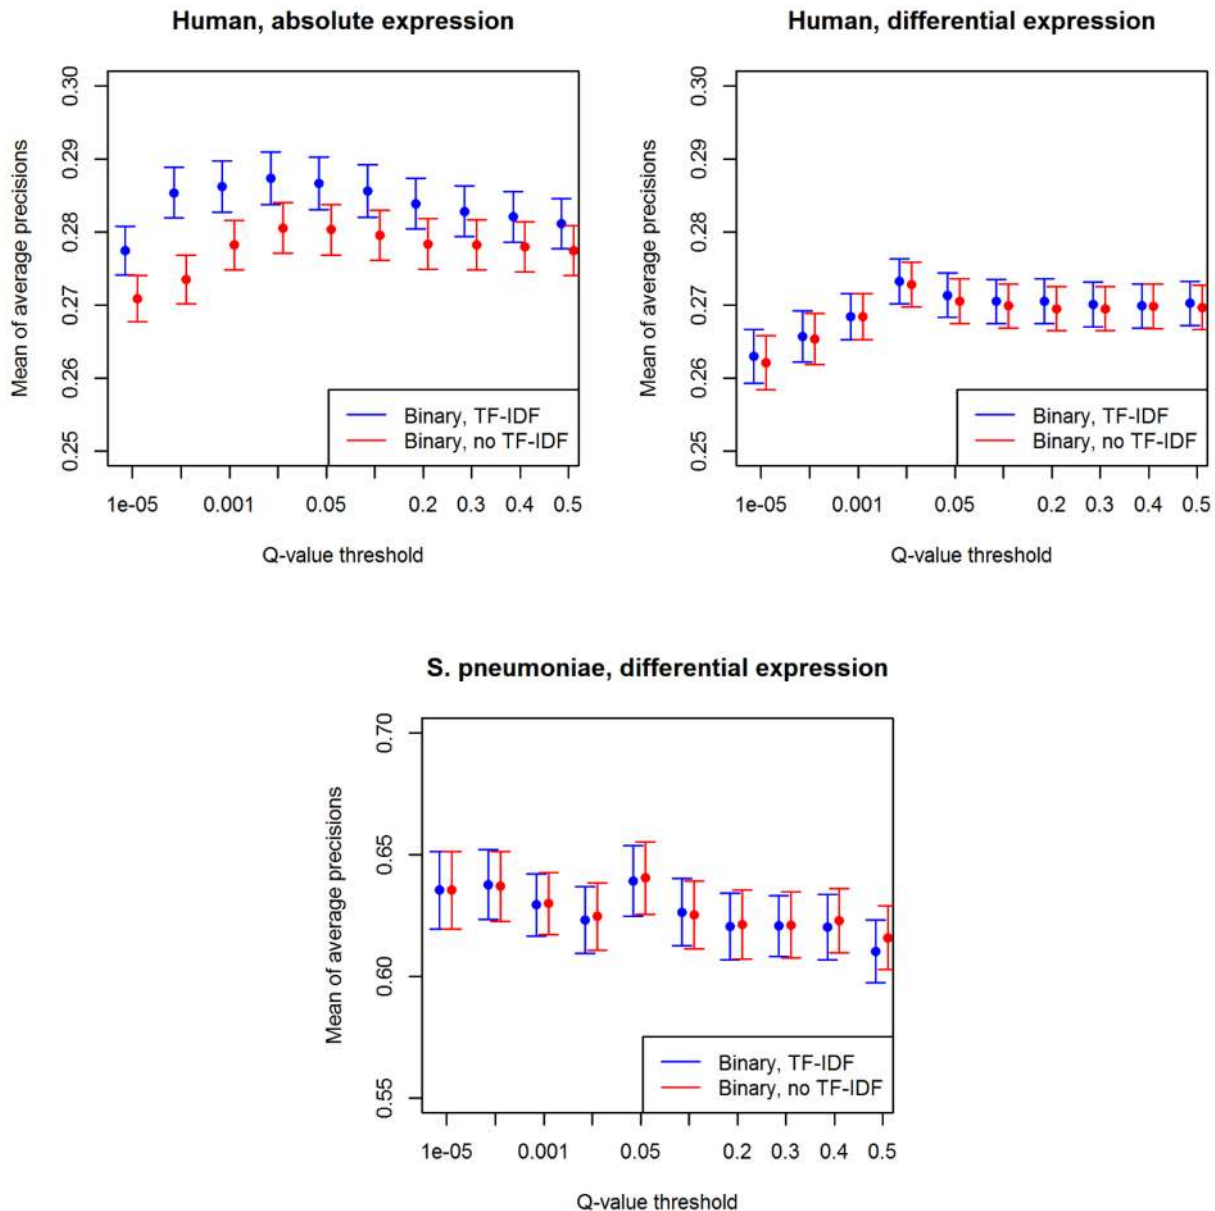 Human, absolute expression
Mean of average precisions
0.30
0.29
0.28
0.27
0.26
0.25
Binary, TF-IDF
Binary, no TF-IDF
1e-05 0.001 0.05 0.2 0.3 0.4 0.5
Q-value threshold
Human, differential expression
Mean of average precisions
0.30
0.29
0.28
0.27
0.26
0.25
Binary, TF-IDF
Binary, no TF-IDF
1e-05 0.001 0.05 0.2 0.3 0.4 0.5
Q-value threshold
S. pneumoniae, differential expression
Mean of average precisions
0.70
0.65
0.60
0.55
Binary, TF-IDF
Binary, no TF-IDF
1e-05 0.001 0.05 0.2 0.3 0.4 0.5
Q-value threshold